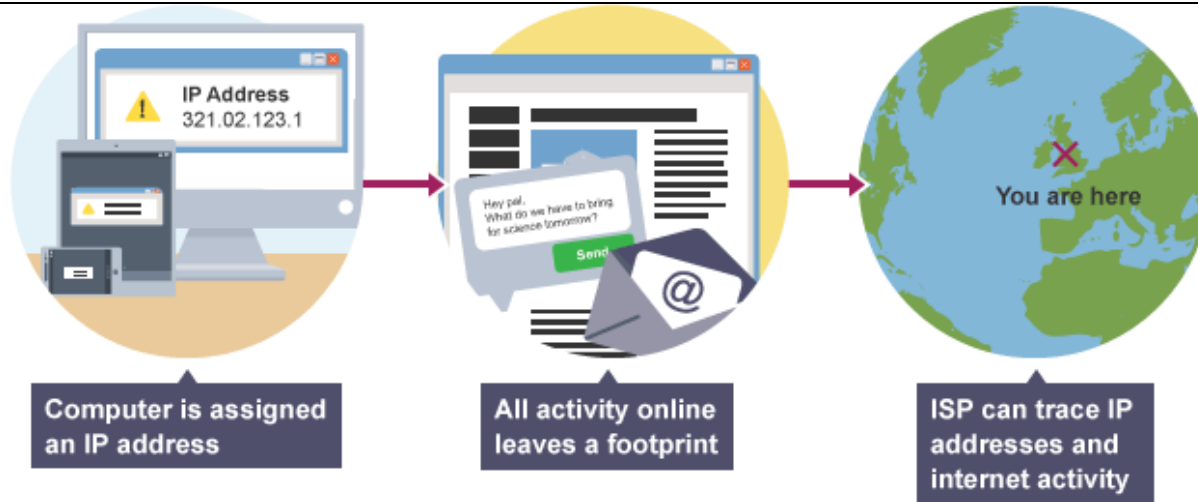 IP Address
321.02.123.1
Hey pal,
What do we have to bring
for science tomorrow?
Send
@
You are here
Computer is assigned
an IP address
All activity online
leaves a footprint
ISP can trace IP
addresses and
internet activity